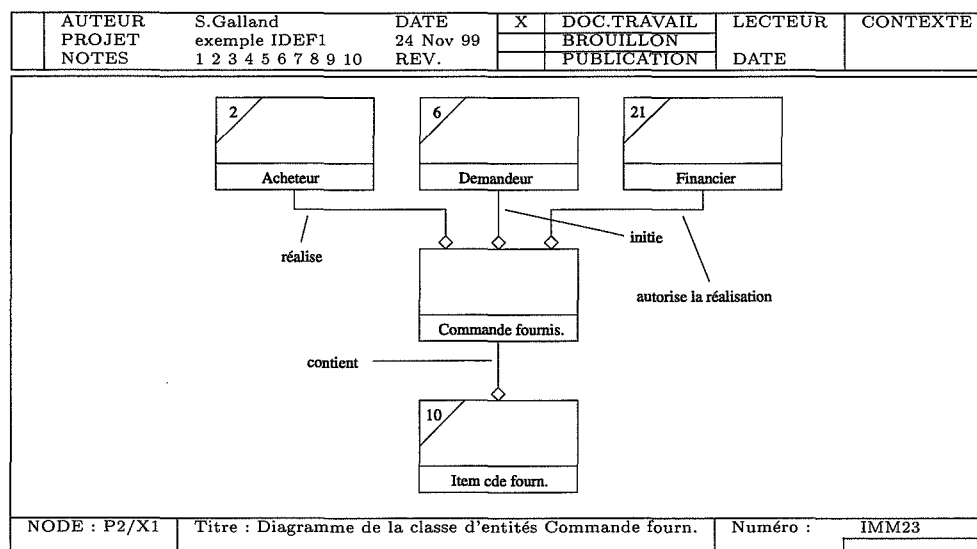 AUTEUR S.Galland DATE X DOC.TRAVAIL LECTEUR CONTEXTE
PROJET exemple IDEF1 24 Nov 99 BROUILLON
NOTES 1 2 3 4 5 6 7 8 9 10 REV. PUBLICATION DATE
2 6 21
Acheteur Demandeur Financier
initie
réalise
autorise la réalisation
Commande fournis.
contient
10
Item cde fourn.
NODE : P2/X1 Titre : Diagramme de la classe d'entités Commande fourn. Numéro : IMM23